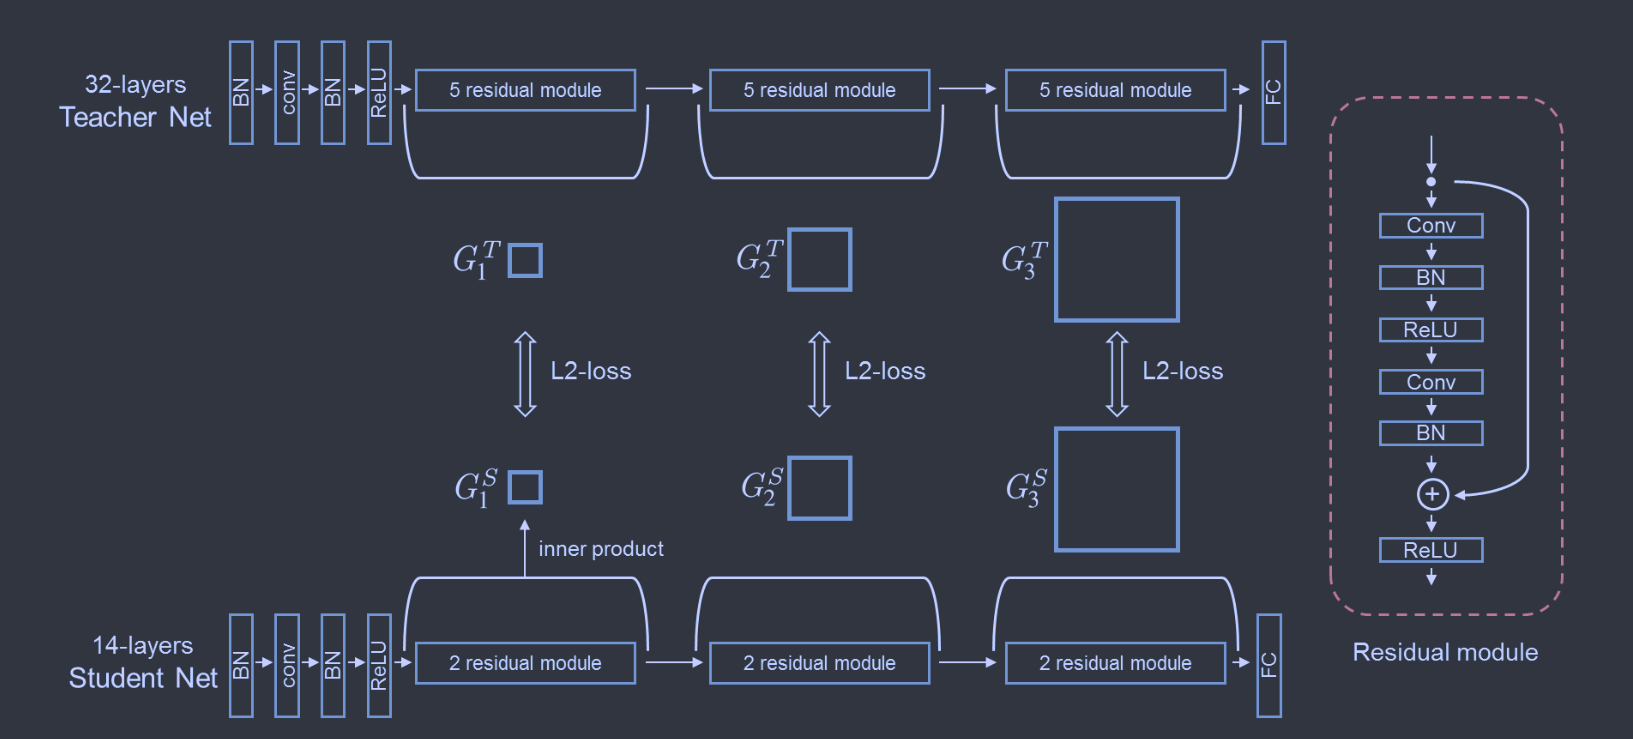 32-layers
Teacher Net
BN
conv
BN
ReLU
5 residual module
5 residual module
5 residual module
FC
G_1^T
G_2^T
G_3^T
L2-loss
L2-loss
L2-loss
G_1^S
G_2^S
G_3^S
inner product
14-layers
Student Net
BN
conv
BN
ReLU
2 residual module
2 residual module
2 residual module
FC
Conv
BN
ReLU
Conv
BN
+
ReLU
Residual module